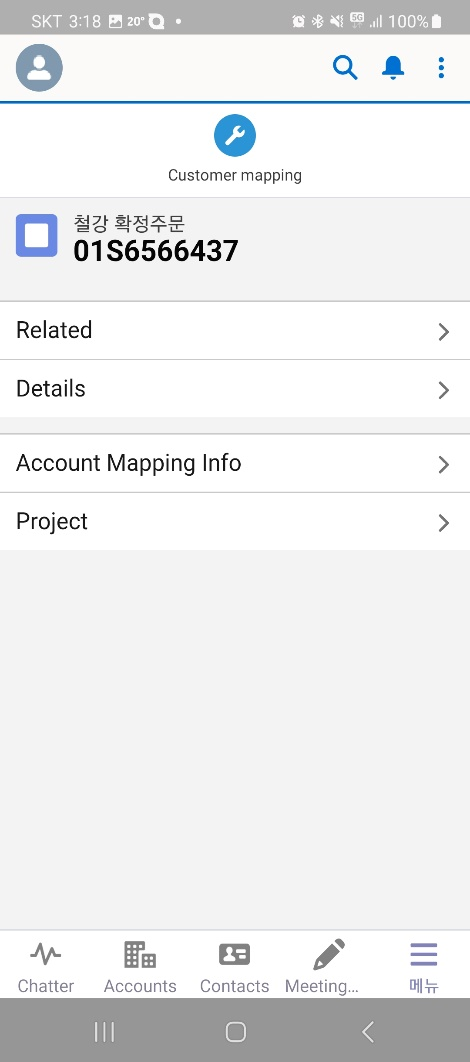 SKT 3:18 20° 5G 100%
Customer mapping
철강 확정주문
01S6566437
Related
Details
Account Mapping Info
Project
Chatter Accounts Contacts Meeting... 메뉴